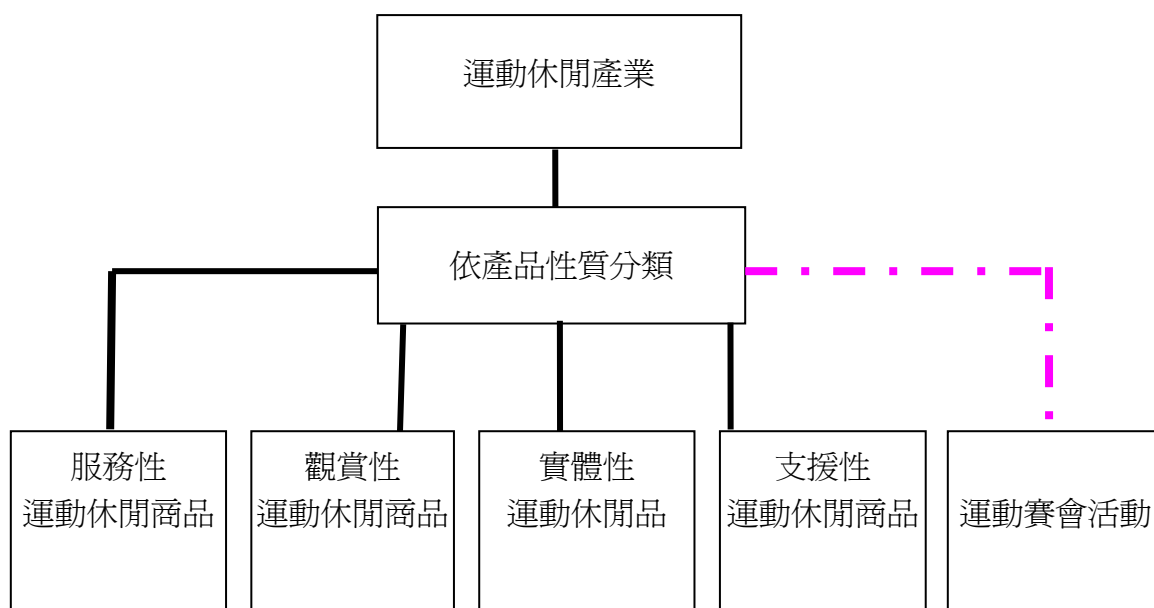 運動休閒產業
依產品性質分類
服務性
運動休閒商品
觀賞性
運動休閒商品
實體性
運動休閒品
支援性
運動休閒商品
運動賽會活動